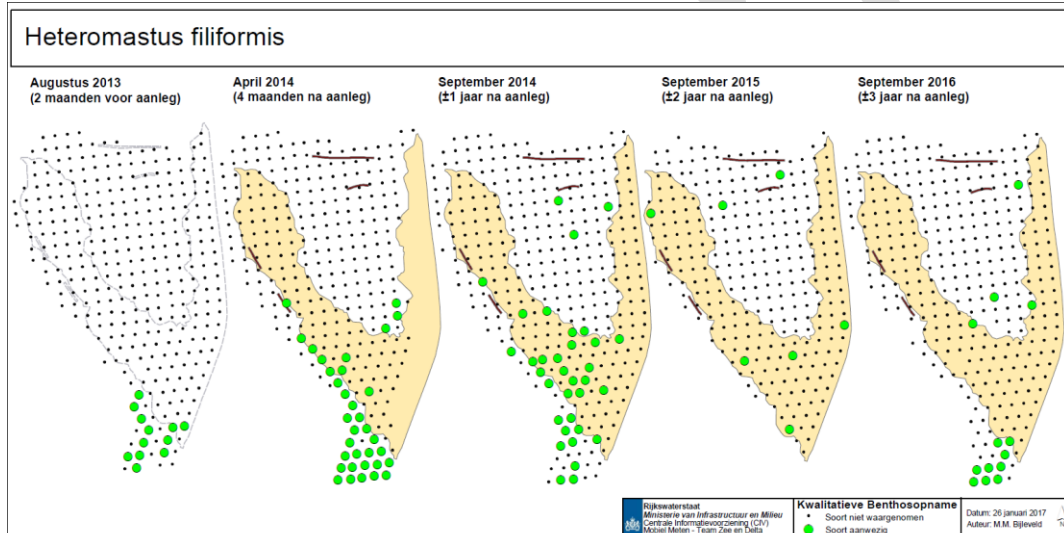 Heteromastus filiformis
Augustus 2013
(2 maanden voor aanleg)
April 2014
(4 maanden na aanleg)
September 2014
(±1 jaar na aanleg)
September 2015
(±2 jaar na aanleg)
September 2016
(±3 jaar na aanleg)
Rijkswaterstaat
Ministerie van Infrastructuur en Milieu
Centrale Informatievoorziening (CIV)
Mobiel Meten - Team Zee en Delta
Kwalitatieve Benthosopname
Soort niet waargenomen
Soort aanwezig
Datum: 26 januari 2017
Auteur: M.M. Bijleveld